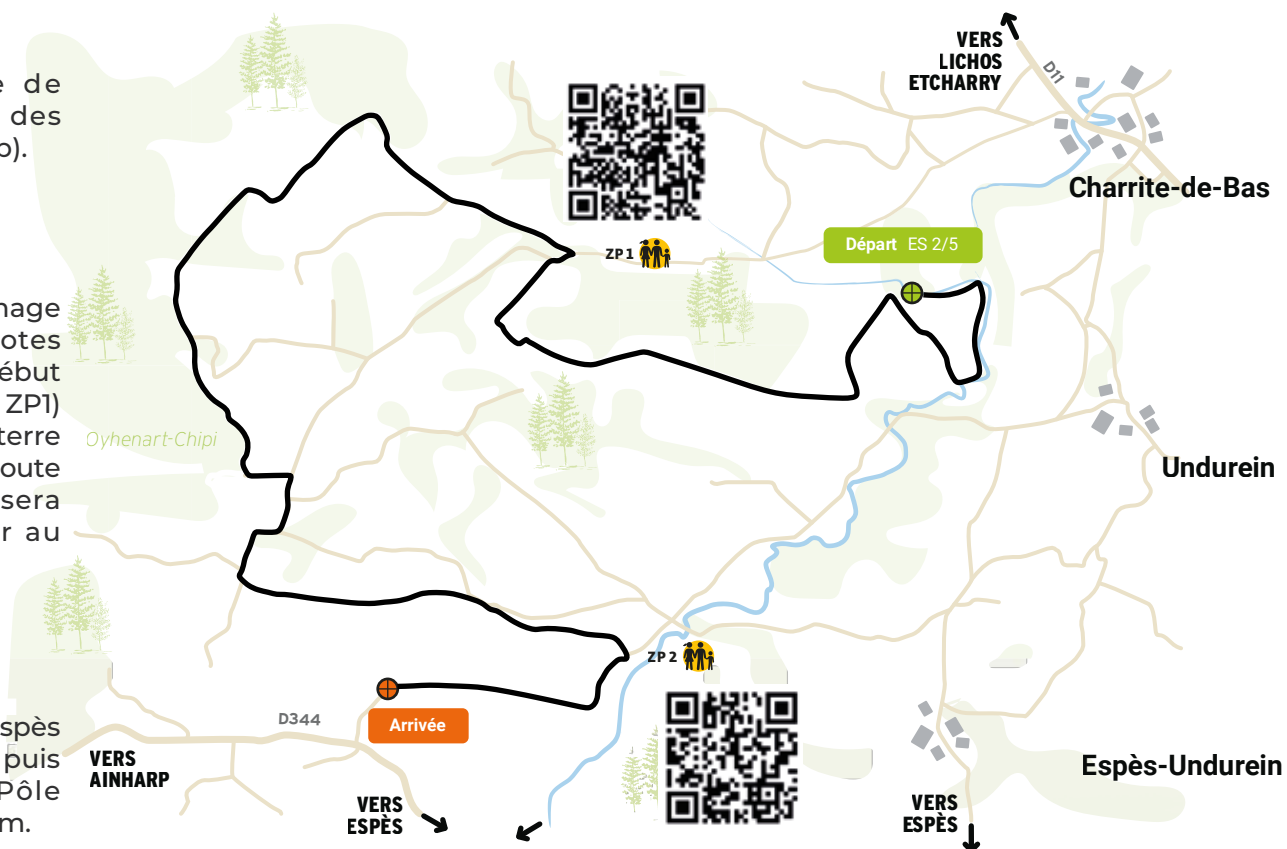 e de
des
o).
nage
otes
ébut
ZP1)
terre
oute
sera
r au
spès
puis
Pôle
m.
VERS
LICHOS
ETCHARRY
D11
Charrite-de-Bas
ZP1
Départ ES 2/5
Oyhenart-Chipi
Undurein
ZP 2
Arrivée
D344
VERS
AINHARP
VERS
ESPÈS
Espès-Undurein
VERS
ESPÈS